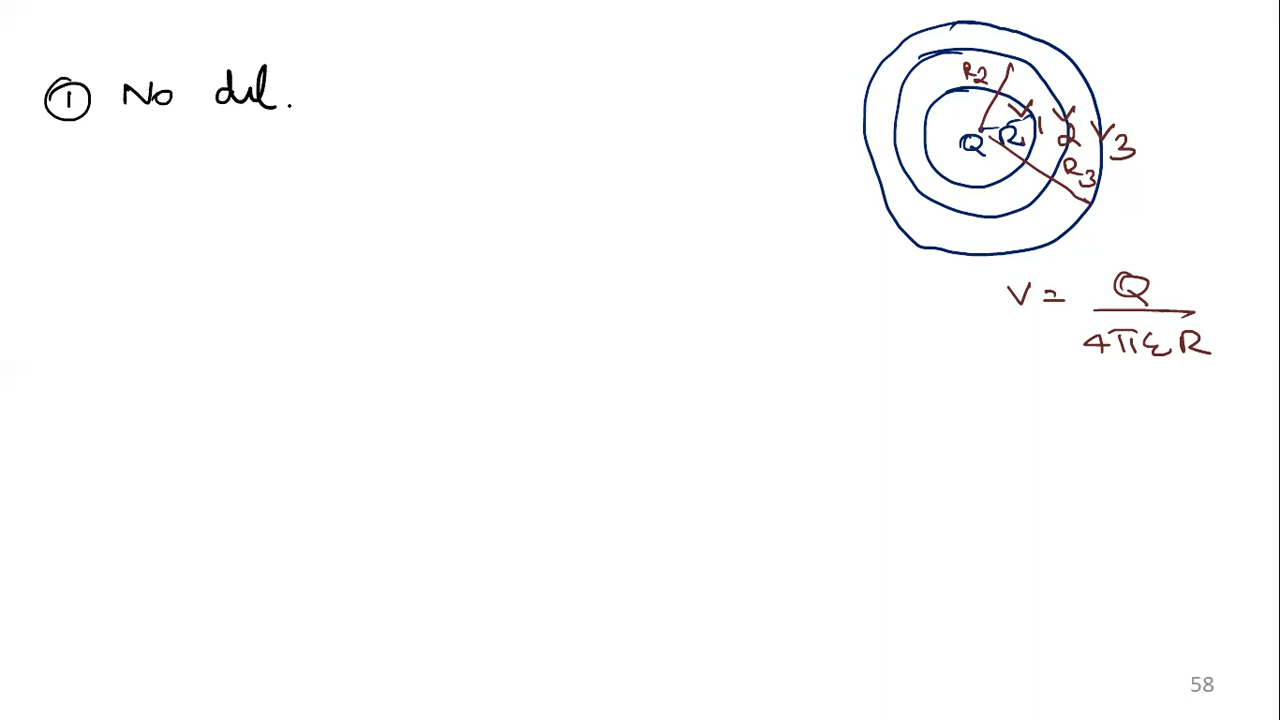 ① No del.
R2
V1 V2 V3
Q R1
R3
V = Q / 4πεR
58